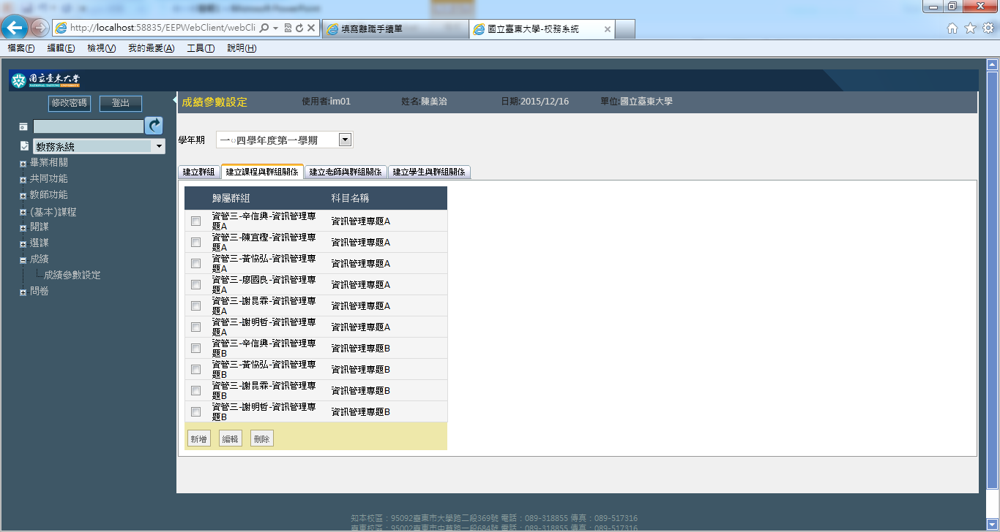 http://localhost:58835/EEPWebClient/webCli
填寫離職手續單
國立臺東大學-校務系統
檔案(F) 編輯(E) 檢視(V) 我的最愛(A) 工具(T) 說明(H)
國立臺東大學
NATIONAL TAITUNG UNIVERSITY
修改密碼 登出
成績參數設定 使用者:im01 姓名:陳美治 日期:2015/12/16 單位:國立臺東大學
教務系統
畢業相關
共同功能
教師功能
(基本)課程
開課
選課
成績
成績參數設定
問卷
學年期 一○四學年度第一學期
建立群組 建立課程與群組關係 建立老師與群組關係 建立學生與群組關係
歸屬群組 科目名稱
資管三-辛信興-資訊管理專
題A 資訊管理專題A
資管三-陳宜檉-資訊管理專
題A 資訊管理專題A
資管三-黃協弘-資訊管理專
題A 資訊管理專題A
資管三-廖國良-資訊管理專
題A 資訊管理專題A
資管三-謝昆霖-資訊管理專
題A 資訊管理專題A
資管三-謝明哲-資訊管理專
題A 資訊管理專題A
資管三-辛信興-資訊管理專
題B 資訊管理專題B
資管三-黃協弘-資訊管理專
題B 資訊管理專題B
資管三-謝昆霖-資訊管理專
題B 資訊管理專題B
資管三-謝明哲-資訊管理專
題B 資訊管理專題B
新增 編輯 刪除
知本校區：95092臺東市大學路二段369號 電話：089-318855 傳真：089-517316
臺東校區：95002臺東市中華路一段684號 電話：089-318855 傳真：089-517316